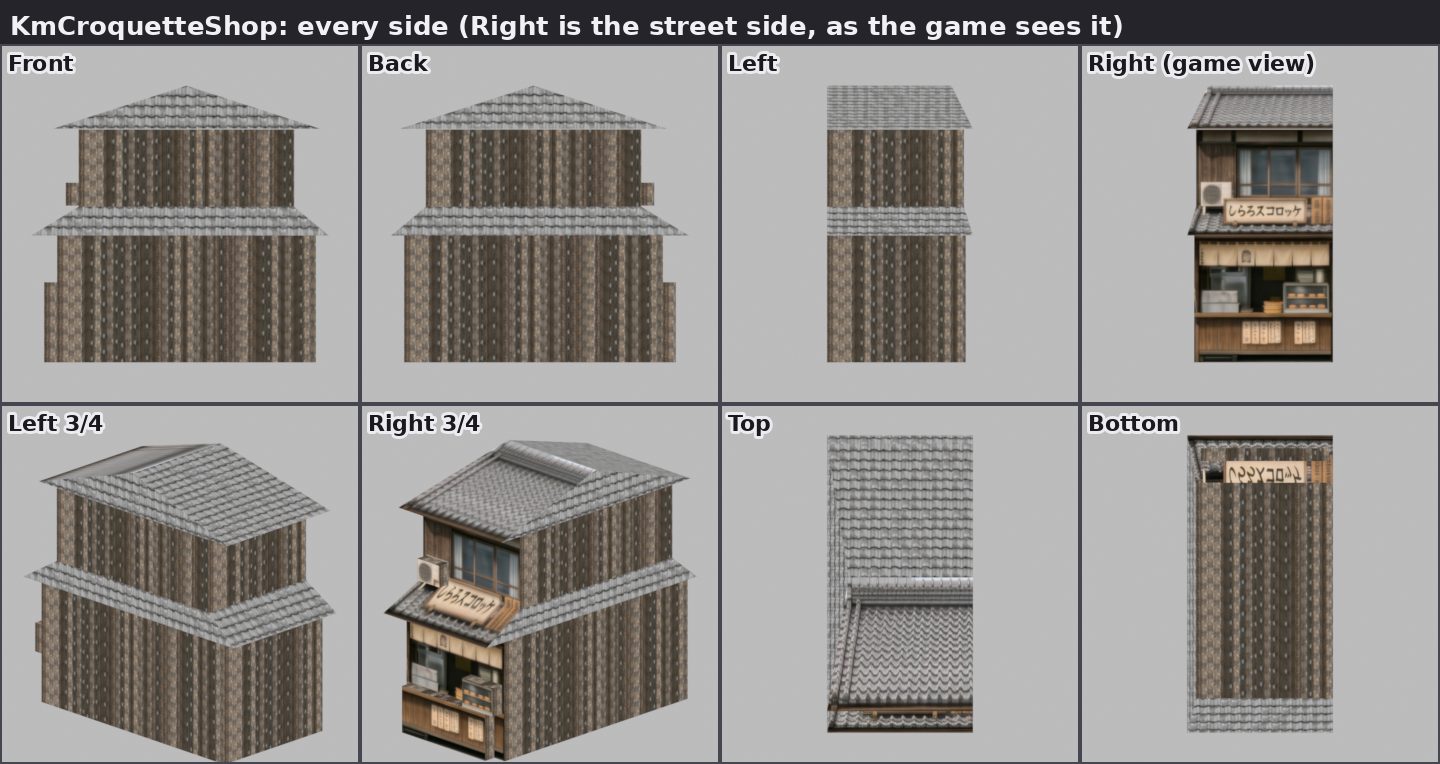 KmCroquetteShop: every side (Right is the street side, as the game sees it)
Front
Back
Left
Right (game view)
しららスコロッケ
Left 3/4
Right 3/4
Top
Bottom